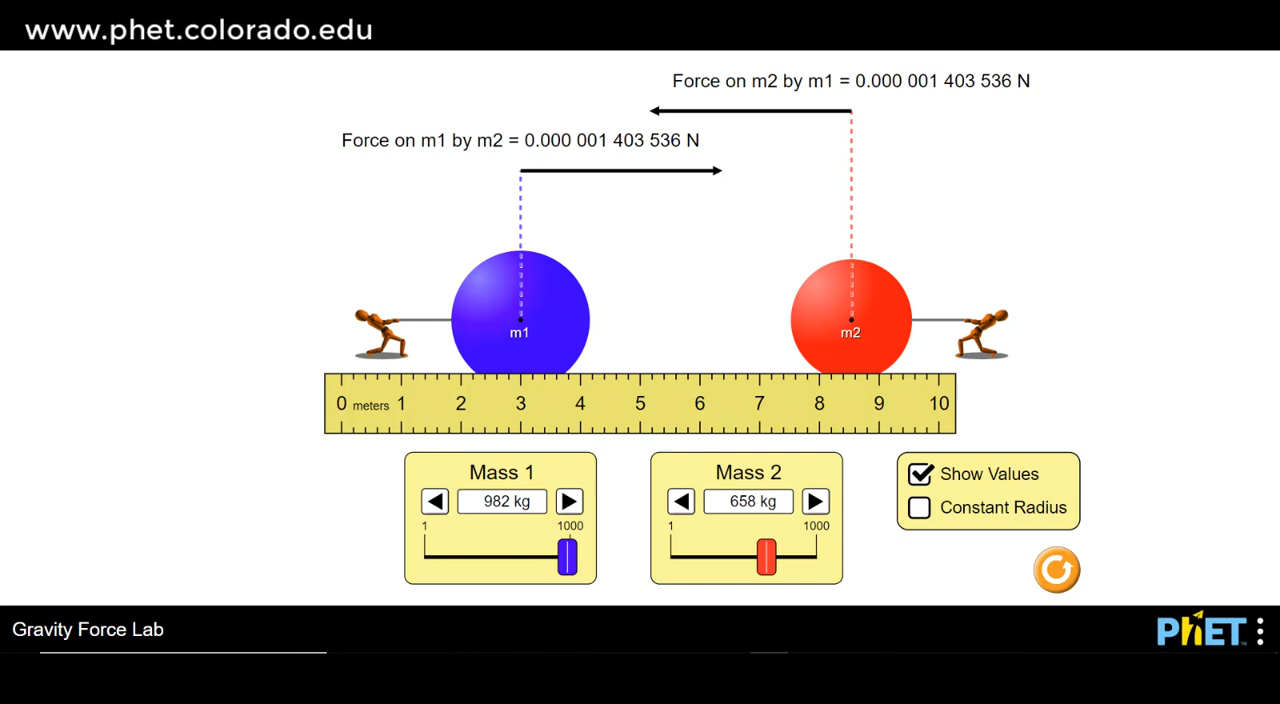 www.phet.colorado.edu
Force on m2 by m1 = 0.000 001 403 536 N
Force on m1 by m2 = 0.000 001 403 536 N
m1
m2
0 meters 1 2 3 4 5 6 7 8 9 10
Mass 1
982 kg
1 1000
Mass 2
658 kg
1 1000
Show Values
Constant Radius
Gravity Force Lab
PhET